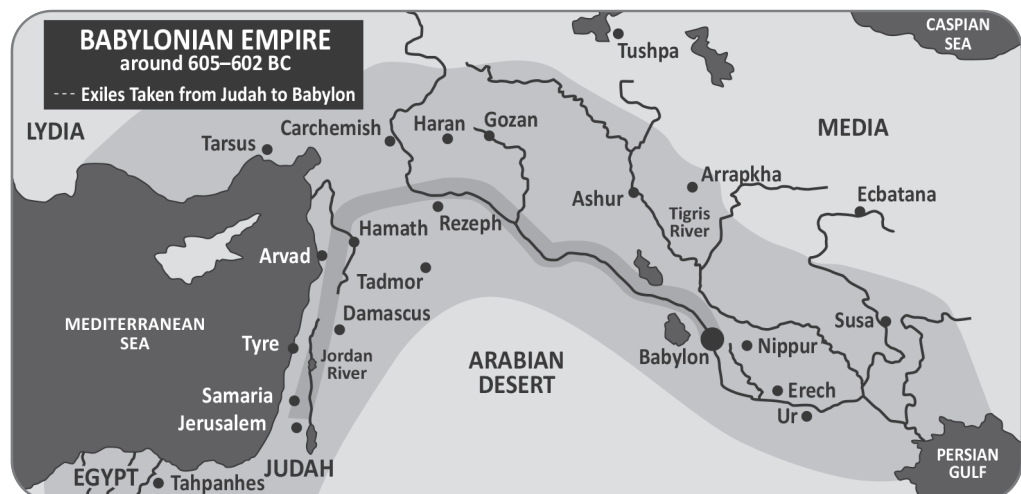 BABYLONIAN EMPIRE
around 605–602 BC
--- Exiles Taken from Judah to Babylon
CASPIAN
SEA
Tushpa
LYDIA
MEDIA
Tarsus
Carchemish
Haran
Gozan
Arrapkha
Ashur
Ecbatana
Tigris
River
Hamath
Rezeph
Arvad
Tadmor
Damascus
MEDITERRANEAN
SEA
Tyre
Jordan
River
ARABIAN
DESERT
Babylon
Nippur
Susa
Erech
Ur
Samaria
Jerusalem
PERSIAN
GULF
JUDAH
EGYPT
Tahpanhes